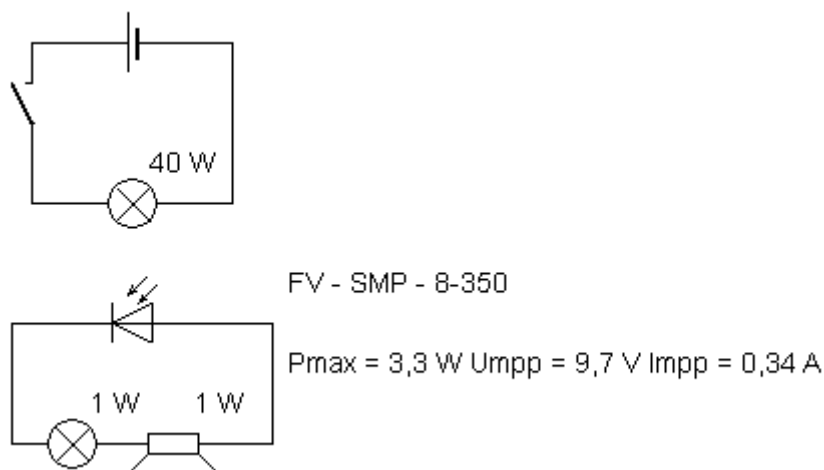 40 W
FV - SMP - 8-350
Pmax = 3,3 W Umpp = 9,7 V Impp = 0,34 A
1 W 1 W